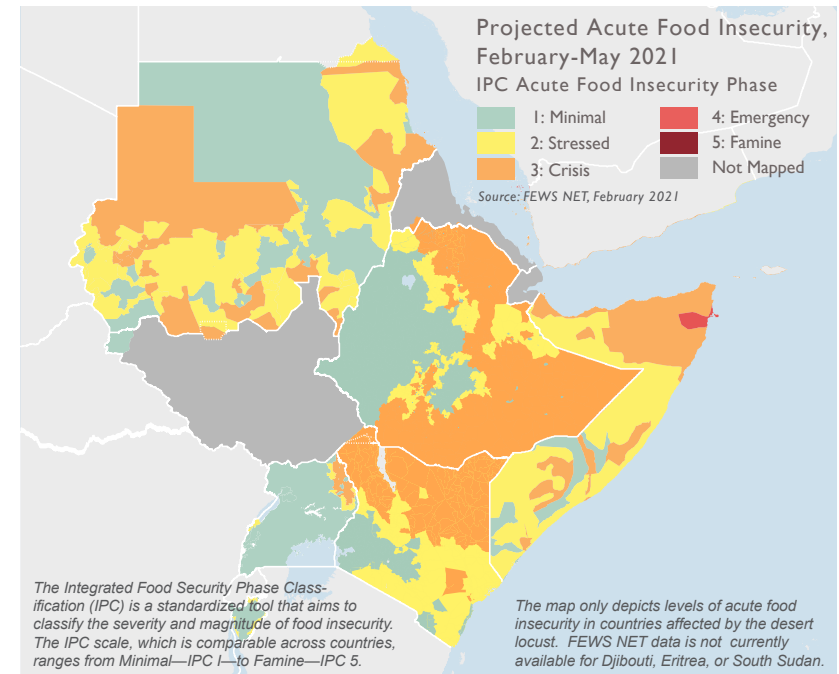 Projected Acute Food Insecurity,
February-May 2021
IPC Acute Food Insecurity Phase
1: Minimal
2: Stressed
3: Crisis
4: Emergency
5: Famine
Not Mapped
Source: FEWS NET, February 2021
The Integrated Food Security Phase Class-
ification (IPC) is a standardized tool that aims to
classify the severity and magnitude of food insecurity.
The IPC scale, which is comparable across countries,
ranges from Minimal—IPC I—to Famine—IPC 5.
The map only depicts levels of acute food
insecurity in countries affected by the desert
locust. FEWS NET data is not currently
available for Djibouti, Eritrea, or South Sudan.